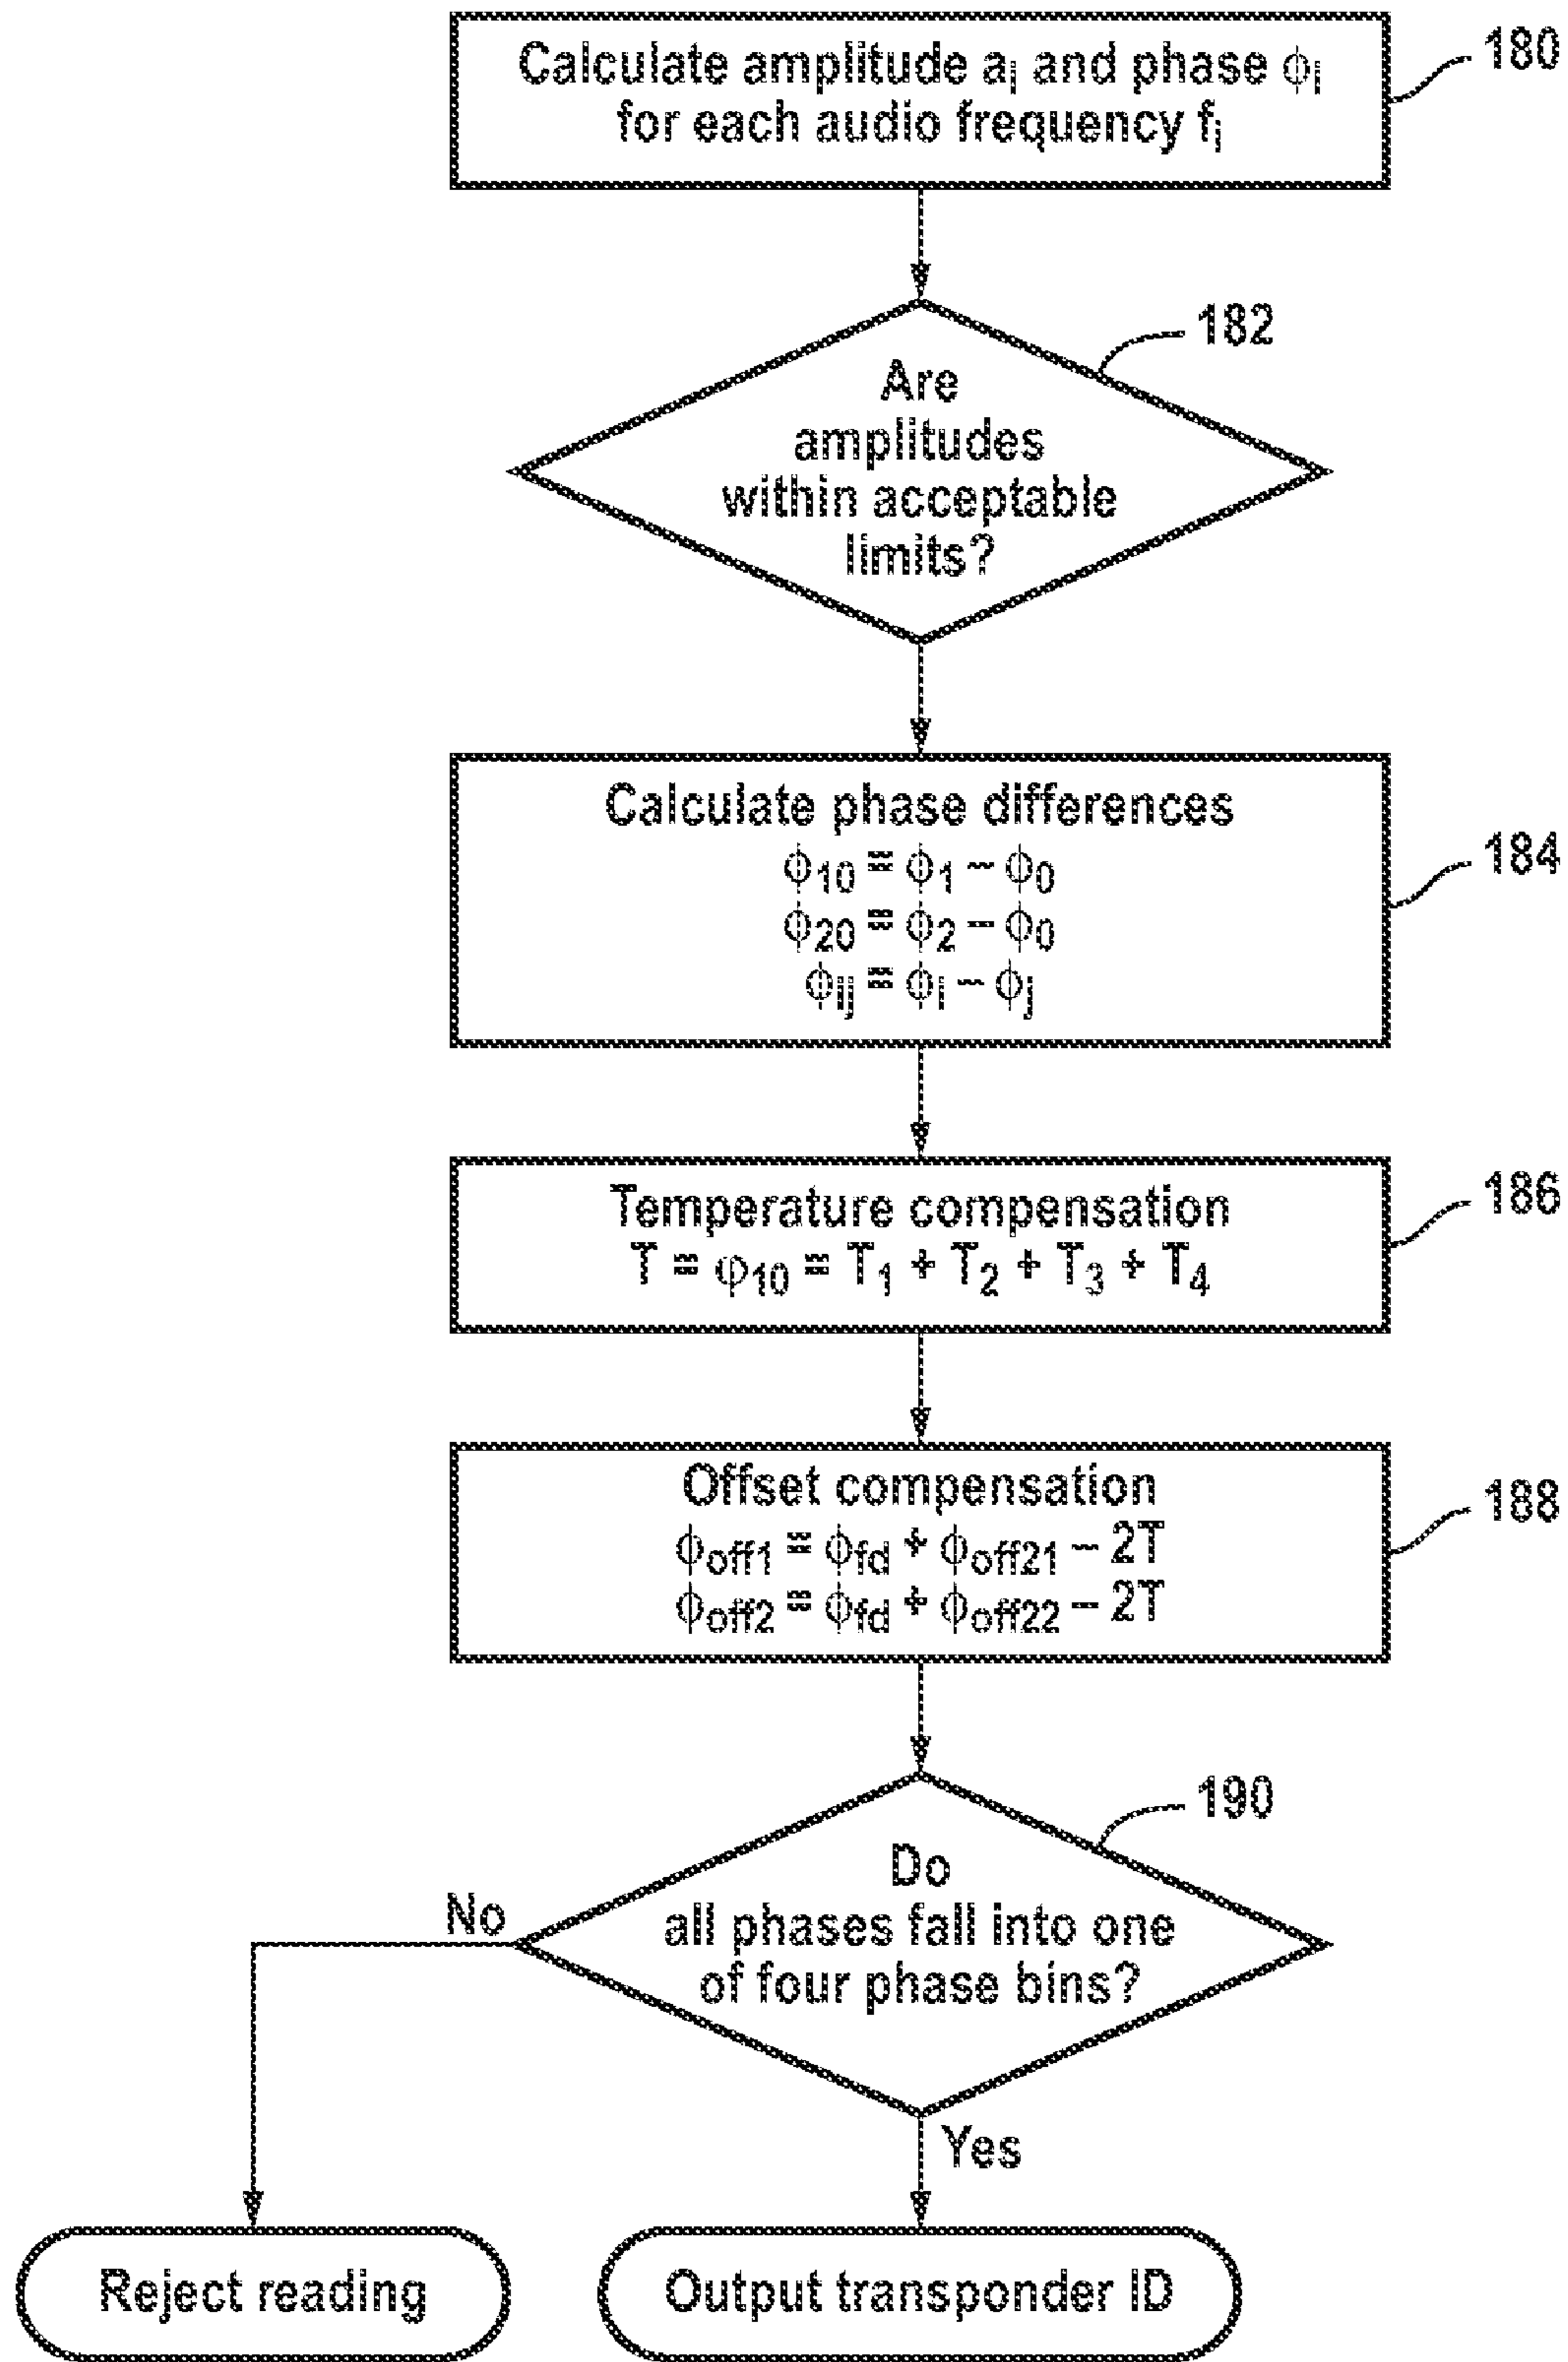 Calculate amplitude aᵢ and phase ϕᵢ
for each audio frequency fᵢ
180
182
Are
amplitudes
within acceptable
limits?
Calculate phase differences
ϕ₁₀ = ϕ₁ – ϕ₀
ϕ₂₀ = ϕ₂ – ϕ₀
ϕᵢⱼ = ϕᵢ – ϕⱼ
184
Temperature compensation
T = φ₁₀ = T₁ + T₂ + T₃ + T₄
186
Offset compensation
ϕoff1 = ϕfd + ϕoff21 – 2T
ϕoff2 = ϕfd + ϕoff22 – 2T
188
190
Do
all phases fall into one
of four phase bins?
No
Yes
Reject reading
Output transponder ID